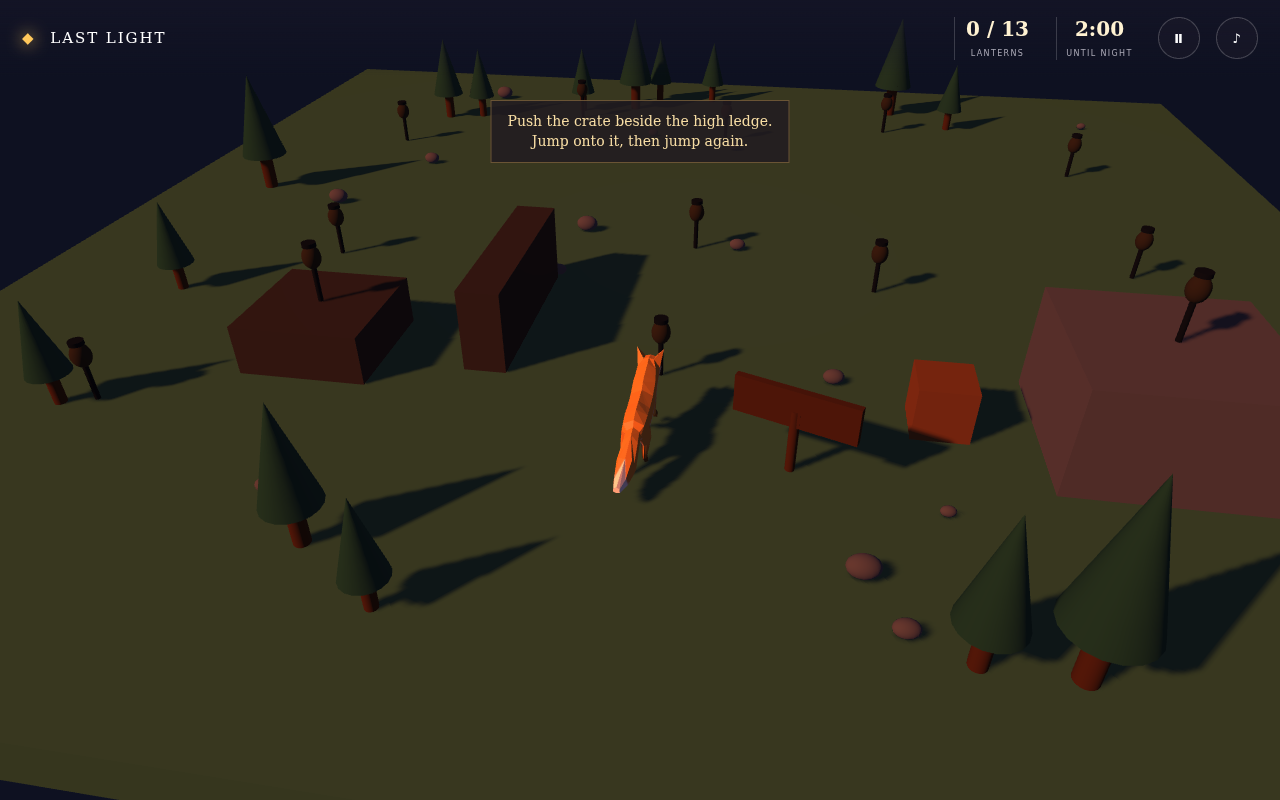 ◆ LAST LIGHT
0 / 13
LANTERNS
2:00
UNTIL NIGHT
Push the crate beside the high ledge.
Jump onto it, then jump again.